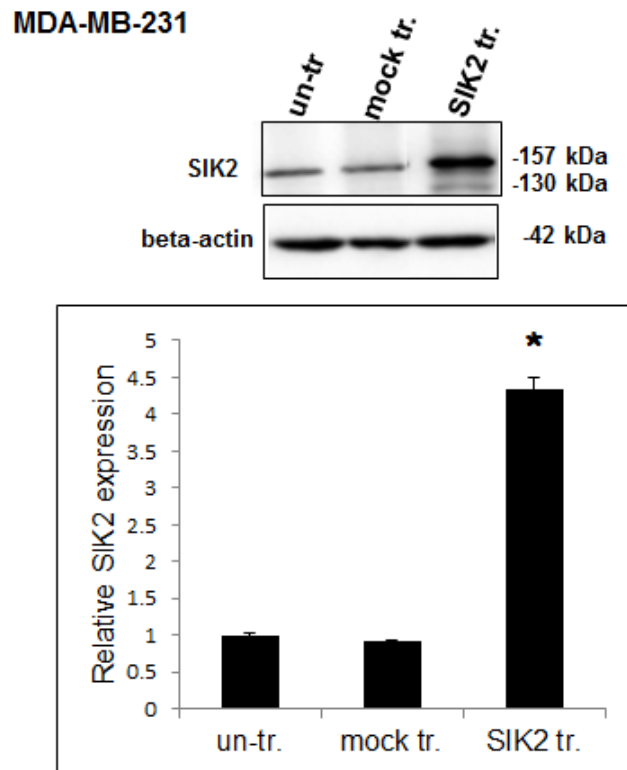 MDA-MB-231
un-tr
mock tr.
SIK2 tr.
SIK2
-157 kDa
-130 kDa
beta-actin
-42 kDa
Relative SIK2 expression
5
4.5
4
3.5
3
2.5
2
1.5
1
0.5
0
*
un-tr.
mock tr.
SIK2 tr.